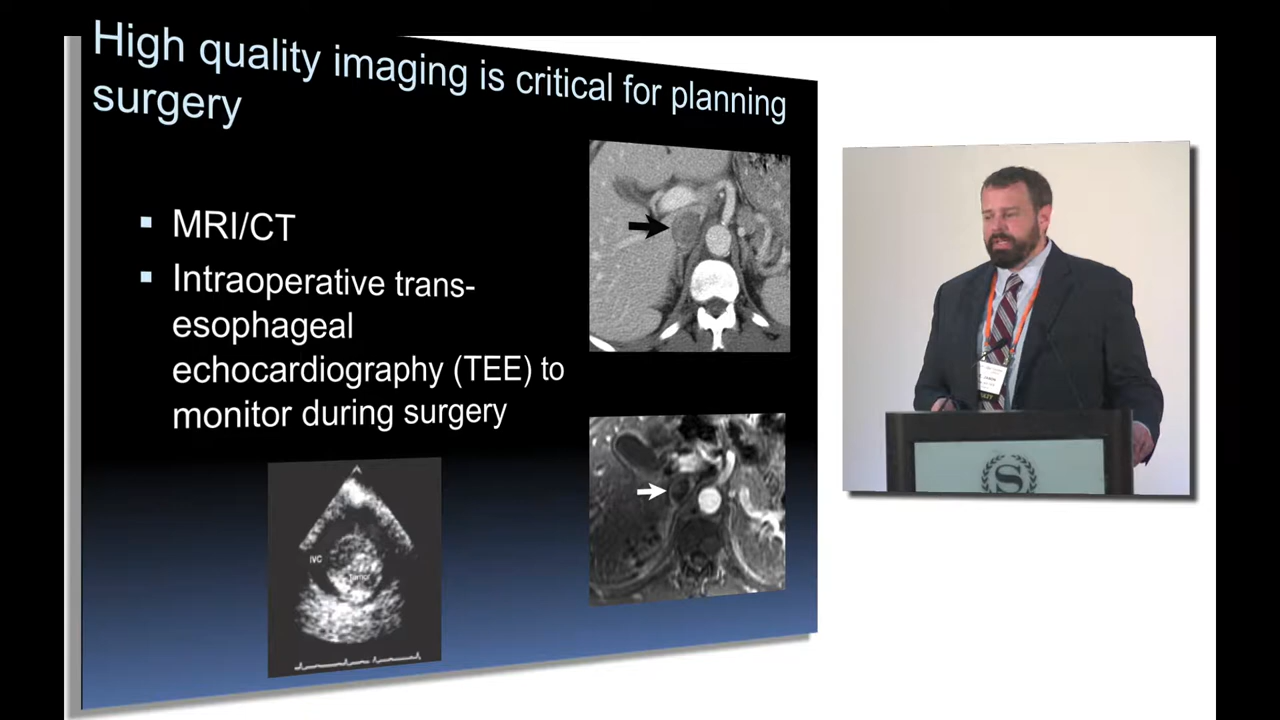 High quality imaging is critical for planning
surgery
▪ MRI/CT
▪ Intraoperative trans-
esophageal
echocardiography (TEE) to
monitor during surgery
IVC
Tumor
S